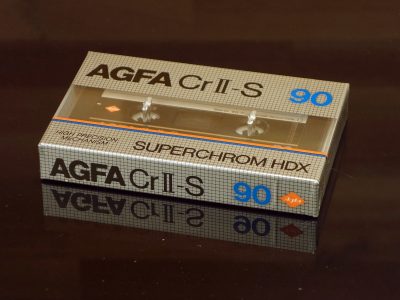 AGFA CrII-S 90
HIGH PRECISION
MECHANISM
SUPERCHROM HDX
AGFA CrII-S 90